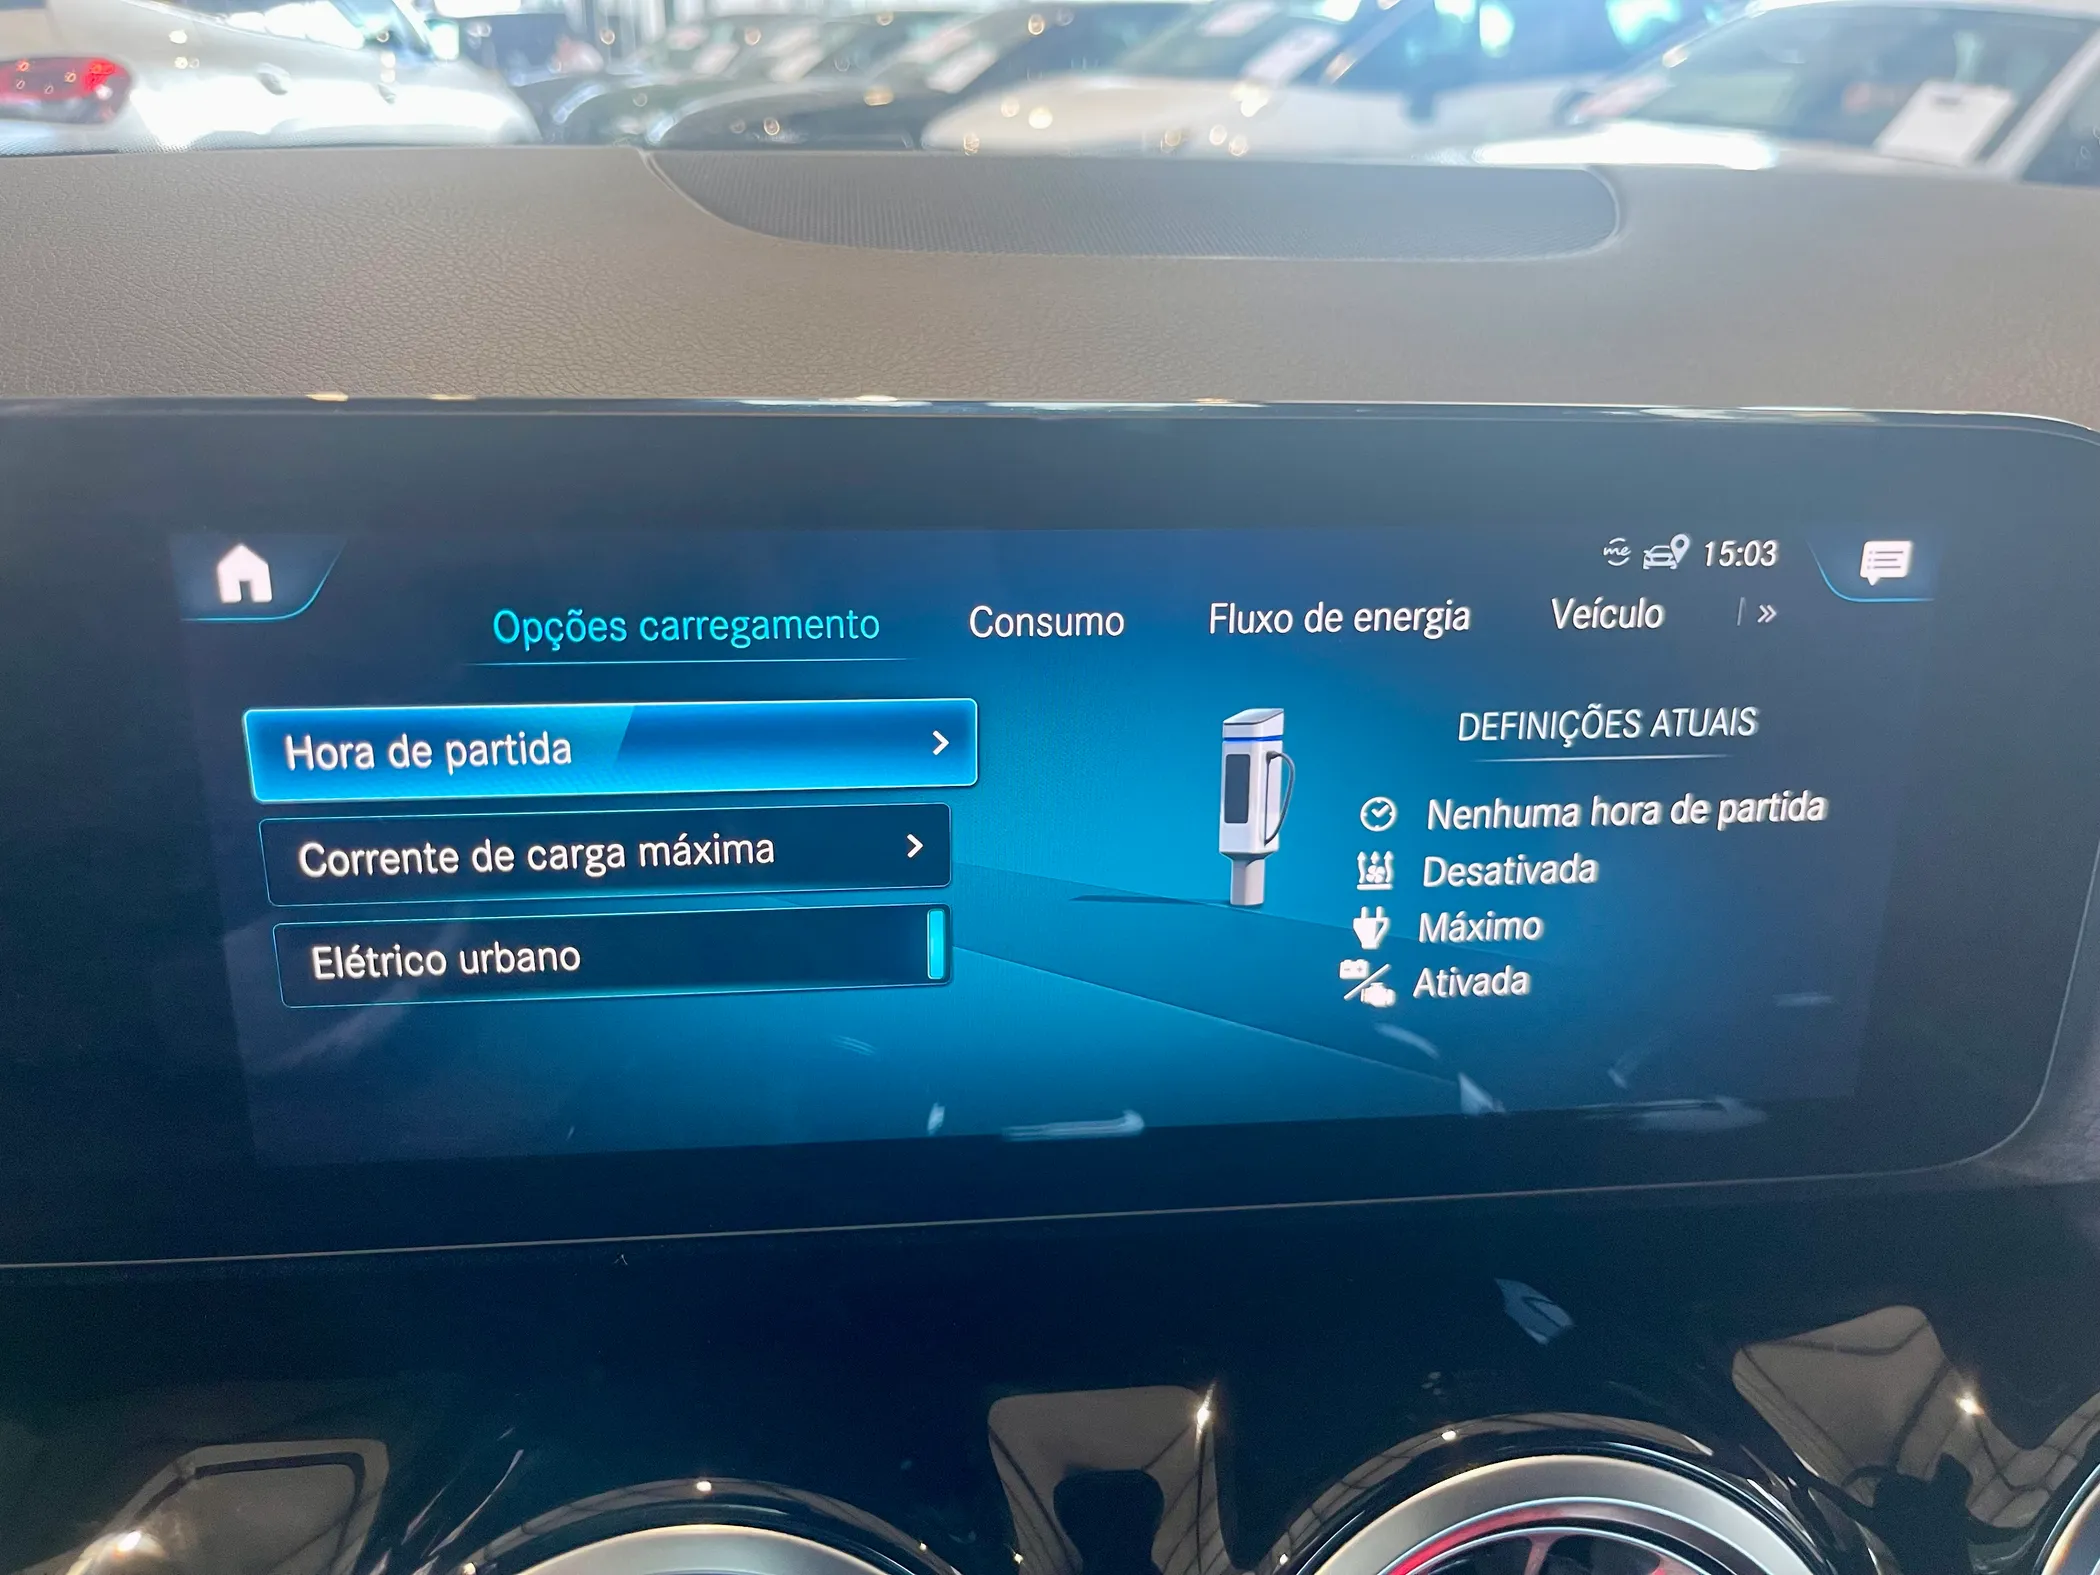 me 15:03
Opções carregamento Consumo Fluxo de energia Veículo »
Hora de partida
Corrente de carga máxima
Elétrico urbano
DEFINIÇÕES ATUAIS
Nenhuma hora de partida
Desativada
Máximo
Ativada